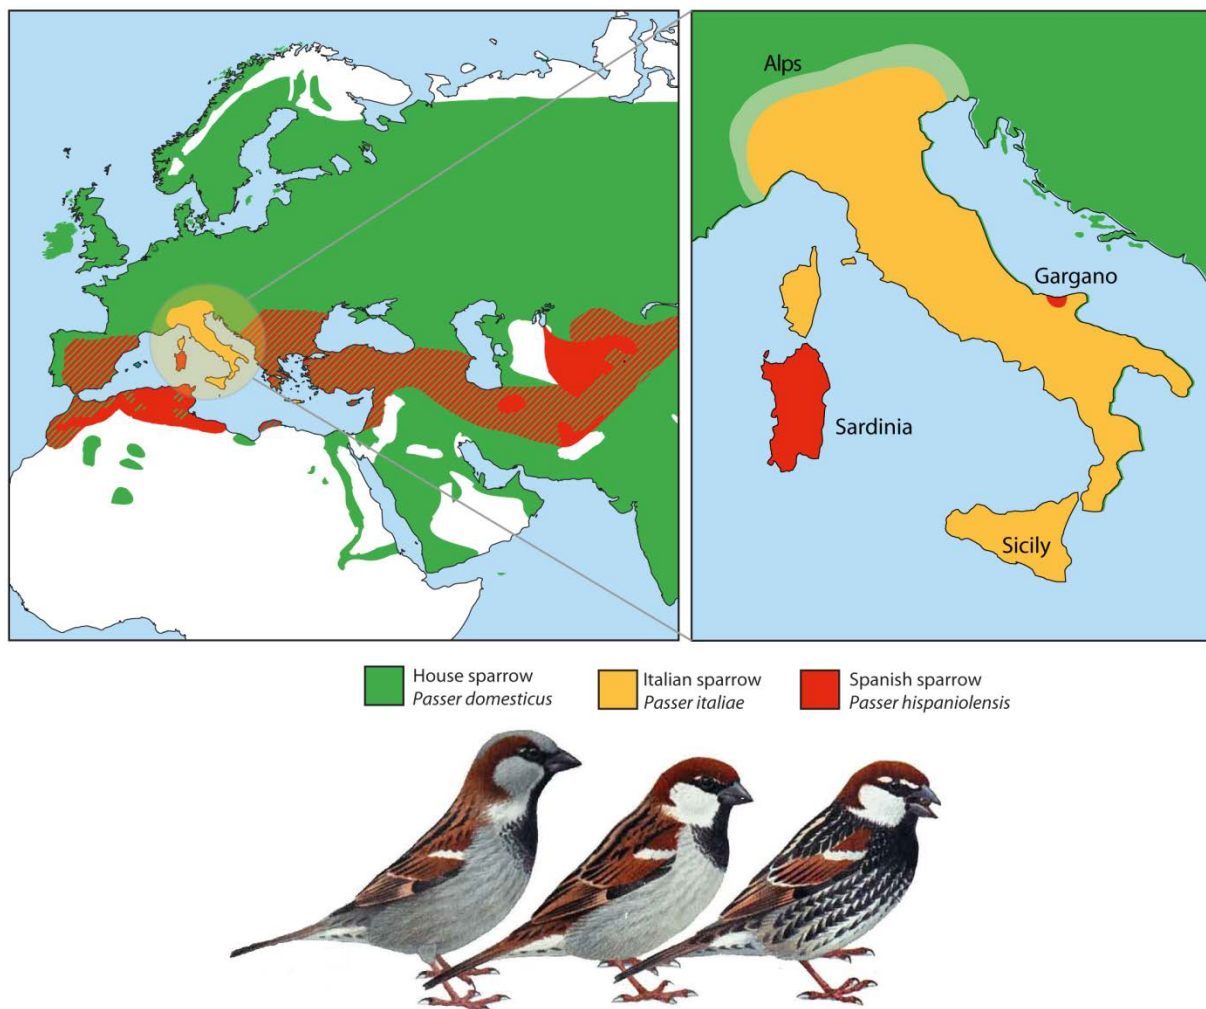 Alps
Gargano
Sardinia
Sicily
House sparrow
Passer domesticus
Italian sparrow
Passer italiae
Spanish sparrow
Passer hispaniolensis